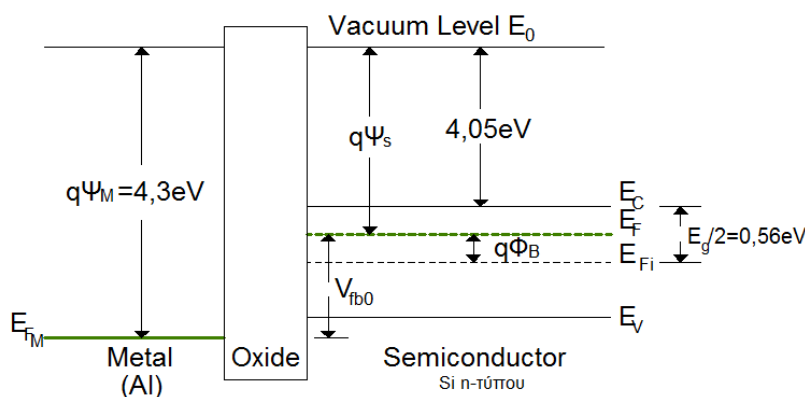 Vacuum Level E0
qΨM=4,3eV
qΨs
4,05eV
EC
EF
Eg/2=0,56eV
qΦB
EFi
Vfb0
EFM
EV
Metal
(Al)
Oxide
Semiconductor
Si n-τύπου